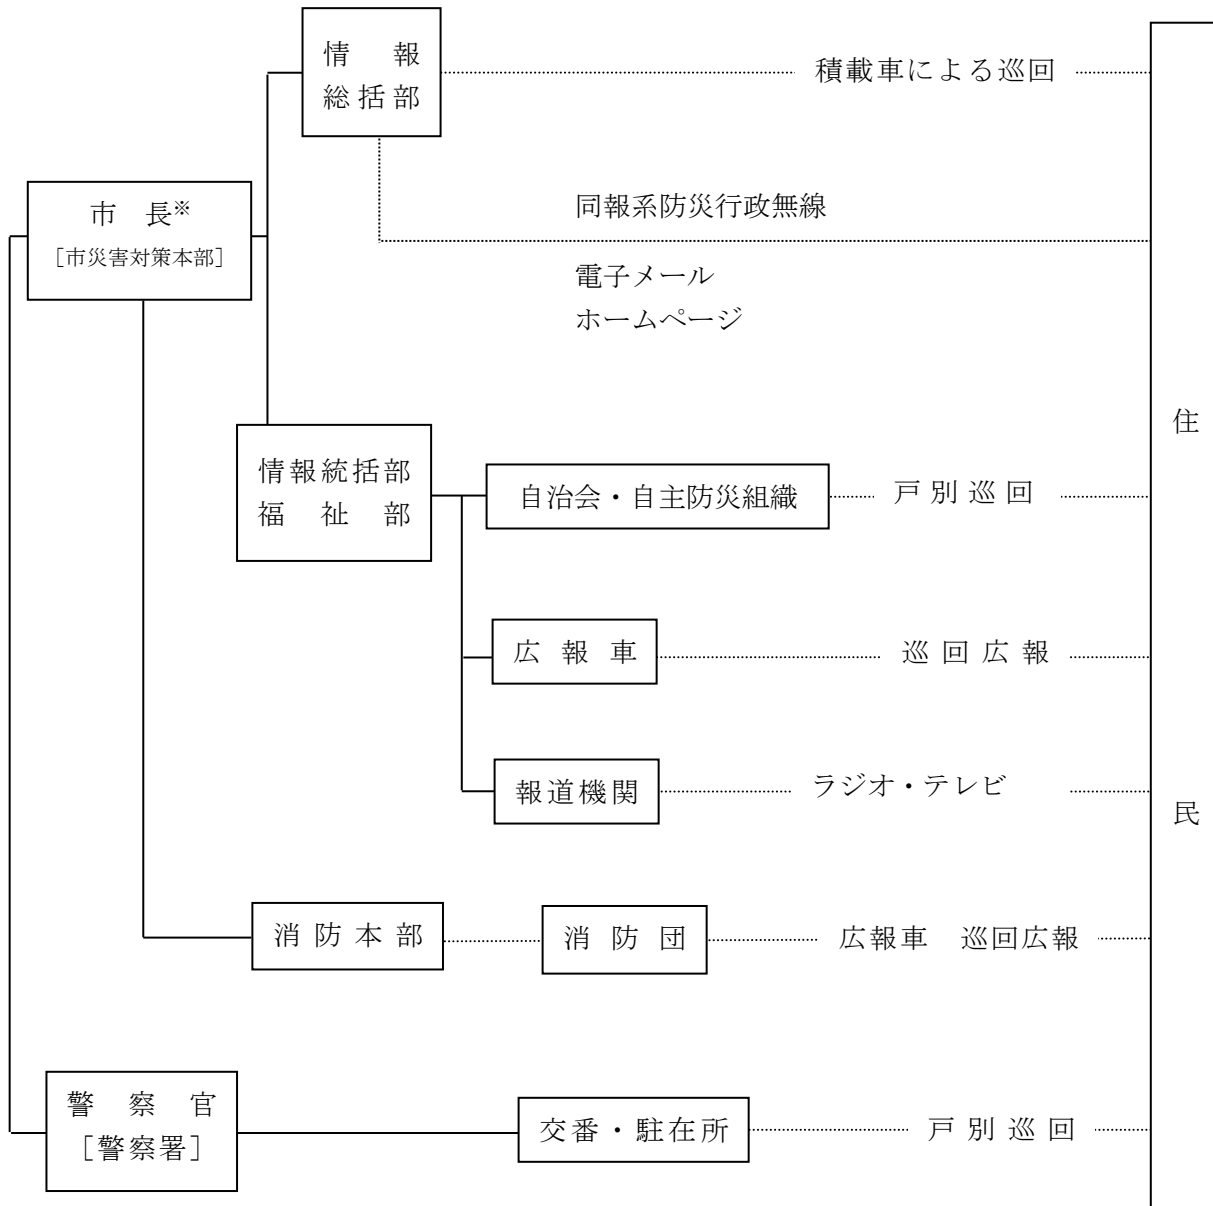 情報
総括部
積載車による巡回
市長※
[市災害対策本部]
同報系防災行政無線
電子メール
ホームページ
情報統括部
福祉部
自治会・自主防災組織
戸別巡回
広報車
巡回広報
報道機関
ラジオ・テレビ
消防本部
消防団
広報車 巡回広報
警察官
[警察署]
交番・駐在所
戸別巡回
住民